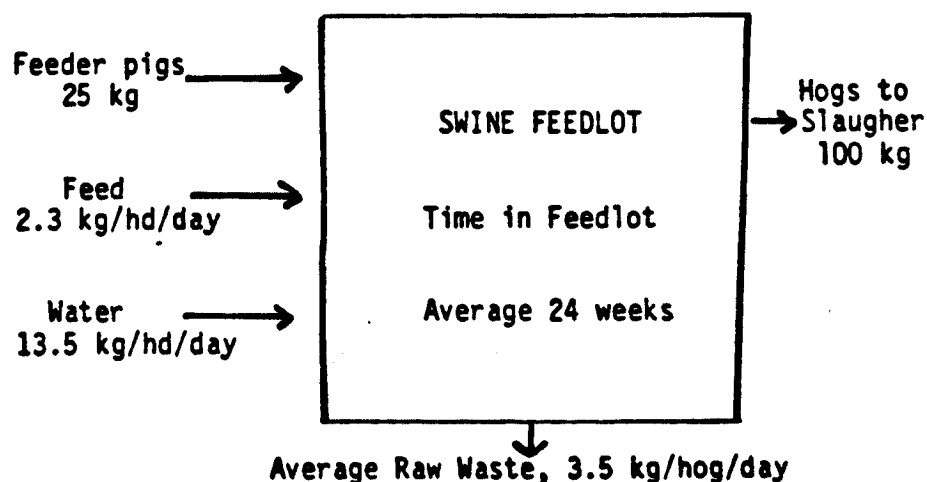 Feeder pigs
25 kg
Feed
2.3 kg/hd/day
Water
13.5 kg/hd/day
SWINE FEEDLOT
Time in Feedlot
Average 24 weeks
Hogs to
Slaugher
100 kg
Average Raw Waste, 3.5 kg/hog/day